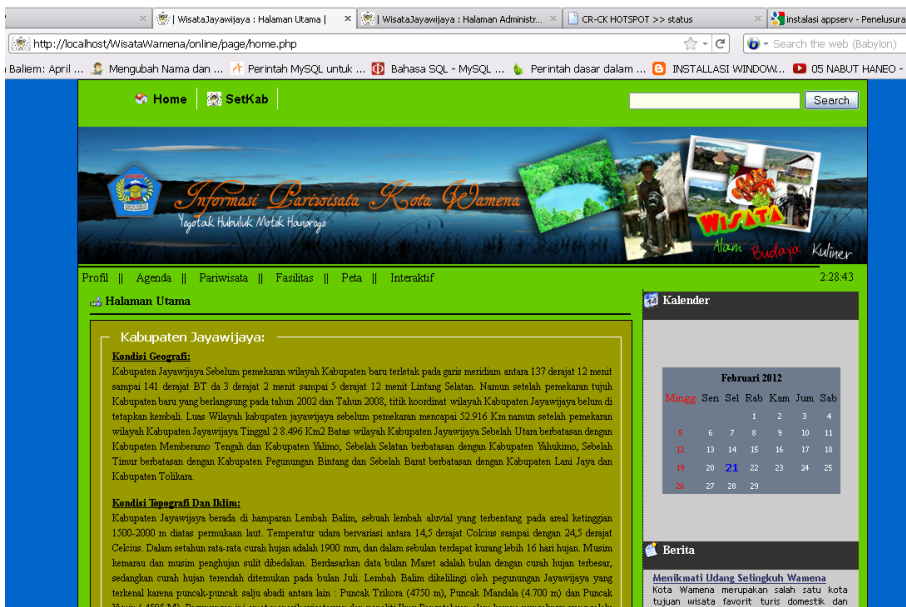 WisataJayawijaya : Halaman Utama |
WisataJayawijaya : Halaman Administr...
CR-CK HOTSPOT >> status
instalasi appserv - Penelusura
http://localhost/WisataWamena/online/page/home.php
Search the web (Babylon)
Baliem: April ...
Mengubah Nama dan ...
Perintah MySQL untuk ...
Bahasa SQL - MySQL ...
Perintah dasar dalam ...
INSTALLASI WINDOW...
05 NABUT HANEO -
Home
SetKab
Search
Informasi Pariwisata Kota Wamena
Yogotak Hubuluk Motok Hanorogo
WISATA
Alam Budaya Kuliner
Profil || Agenda || Pariwisata || Fasilitas || Peta || Interaktif
2:28:43
Halaman Utama
Kabupaten Jayawijaya:
Kondisi Geografi:
Kabupaten Jayawijaya Sebelum pemekaran wilayah Kabupaten baru terletak pada garis meridiam antara 137 derajat 12 menit
sampai 141 derajat BT da 3 derajat 2 menit sampai 5 derajat 12 menit Lintang Selatan. Namun setelah pemekaran tujuh
Kabupaten baru yang berlangsung pada tahun 2002 dan Tahun 2008, titik koordinat wilayah Kabupaten Jayawijaya belum di
tetapkan kembali. Luas Wilayah kabupaten jayawijaya sebelum pemekaran mencapai 52.916 Km namun setelah pemekaran
wilayah Kabupaten Jayawijaya Tinggal 2 8.496 Km2 Batas wilayah Kabupaten Jayawijaya Sebelah Utara berbatasan dengan
Kabupaten Memberamo Tengah dan Kabupaten Yalimo, Sebelah Selatan berbatasan dengan Kabupaten Yahukimo, Sebelah
Timur berbatasan dengan Kabupaten Pegunungan Bintang dan Sebelah Barat berbatasan dengan Kabupaten Lani Jaya dan
Kabupaten Tolikara.
Kondisi Topografi Dan Iklim:
Kabupaten Jayawijaya berada di hamparan Lembah Balim, sebuah lembah aluvial yang terbentang pada areal ketinggian
1500-2000 m diatas permukaan laut. Temperatur udara bervariasi antara 14,5 derajat Colcius sampai dengan 24,5 derajat
Celcius. Dalam setahun rata-rata curah hujan adalah 1900 mm, dan dalam sebulan terdapat kurang lebih 16 hari hujan. Musim
kemarau dan musim penghujan sulit dibedakan. Berdasarkan data bulan Maret adalah bulan dengan curah hujan terbesar,
sedangkan curah hujan terendah ditemukan pada bulan Juli. Lembah Balim dikelilingi oleh pegunungan Jayawijaya yang
terkenal karena puncak-puncak salju abadi antara lain : Puncak Trikora (4750 m), Puncak Mandala (4.700 m) dan Puncak
Kalender
Februari 2012
Mingg Sen Sel Rab Kam Jum Sab
1 2 3 4
5 6 7 8 9 10 11
12 13 14 15 16 17 18
19 20 21 22 23 24 25
26 27 28 29
Berita
Menikmati Udang Selingkuh Wamena
Kota Wamena merupakan salah satu kota
tujuan wisata favorit turis domestik dan